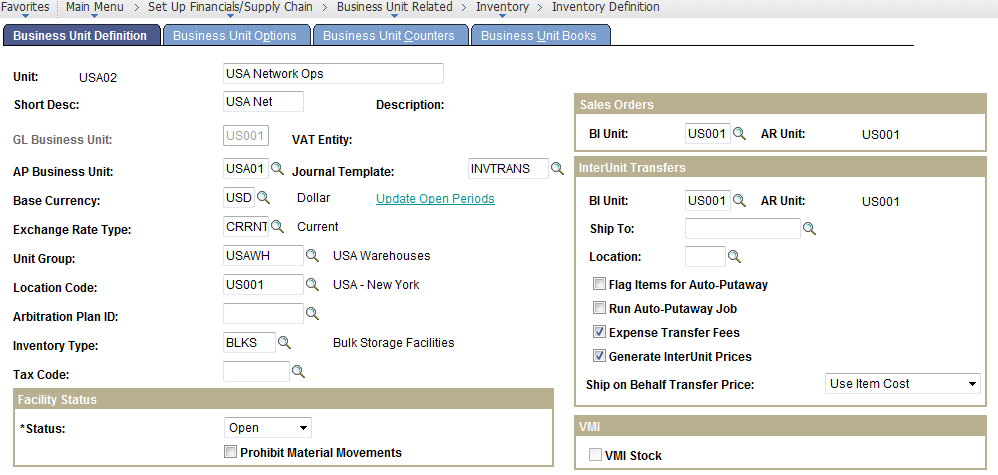 Favorites Main Menu > Set Up Financials/Supply Chain > Business Unit Related > Inventory > Inventory Definition
Business Unit Definition Business Unit Options Business Unit Counters Business Unit Books
Unit: USA02 USA Network Ops
Short Desc: USA Net Description:
GL Business Unit: US001 VAT Entity:
AP Business Unit: USA01 Journal Template: INVTRANS
Base Currency: USD Dollar Update Open Periods
Exchange Rate Type: CRRNT Current
Unit Group: USAWH USA Warehouses
Location Code: US001 USA - New York
Arbitration Plan ID:
Inventory Type: BLKS Bulk Storage Facilities
Tax Code:
Facility Status
*Status: Open
Prohibit Material Movements
Sales Orders
BI Unit: US001 AR Unit: US001
InterUnit Transfers
BI Unit: US001 AR Unit: US001
Ship To:
Location:
Flag Items for Auto-Putaway
Run Auto-Putaway Job
Expense Transfer Fees
Generate InterUnit Prices
Ship on Behalf Transfer Price: Use Item Cost
VMI
VMI Stock